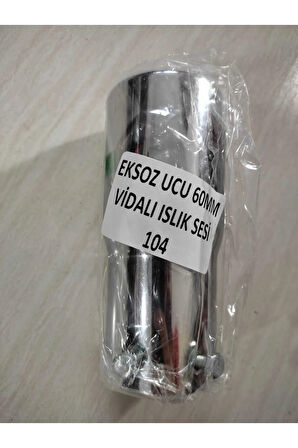 EKSOZ UCU 60MM
VİDALI ISLIK SESİ
104